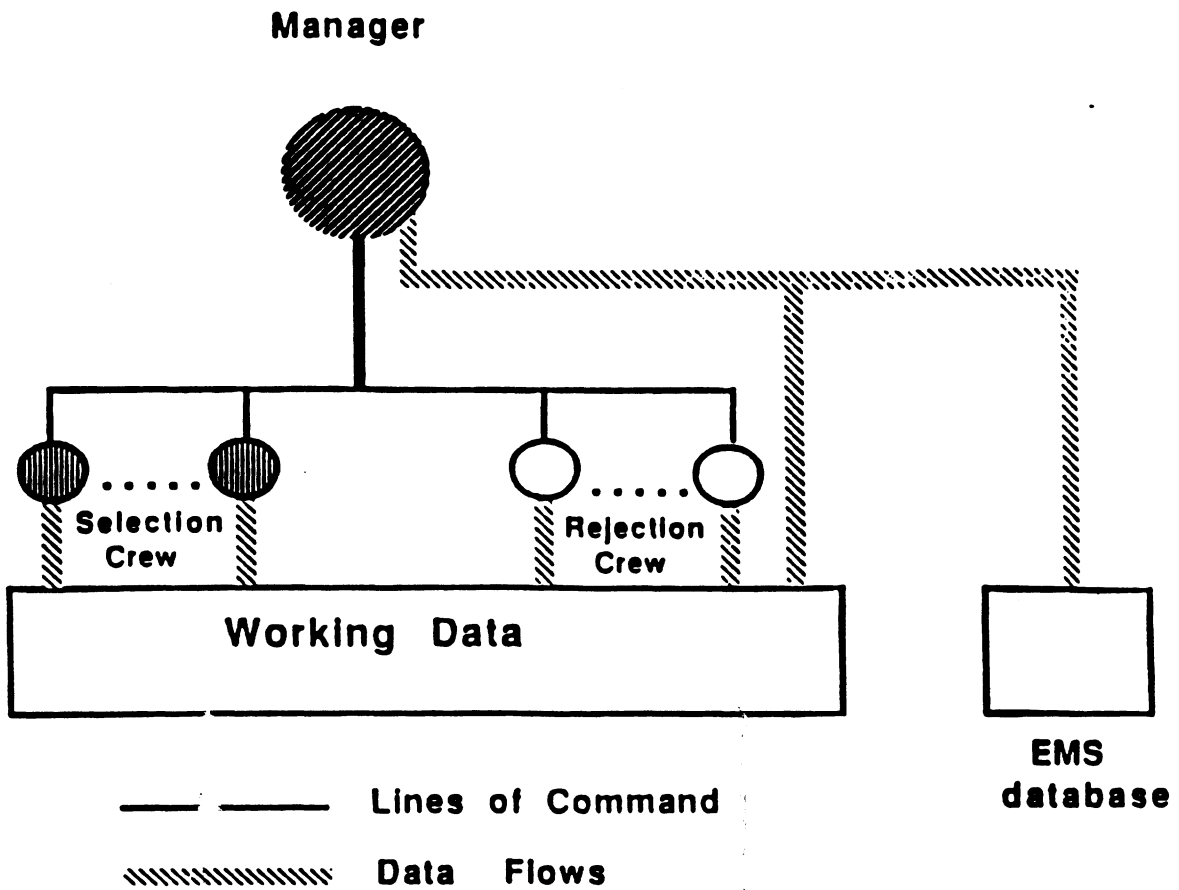 Manager
Selection
Crew
Rejection
Crew
Working Data
EMS
database
Lines of Command
Data Flows